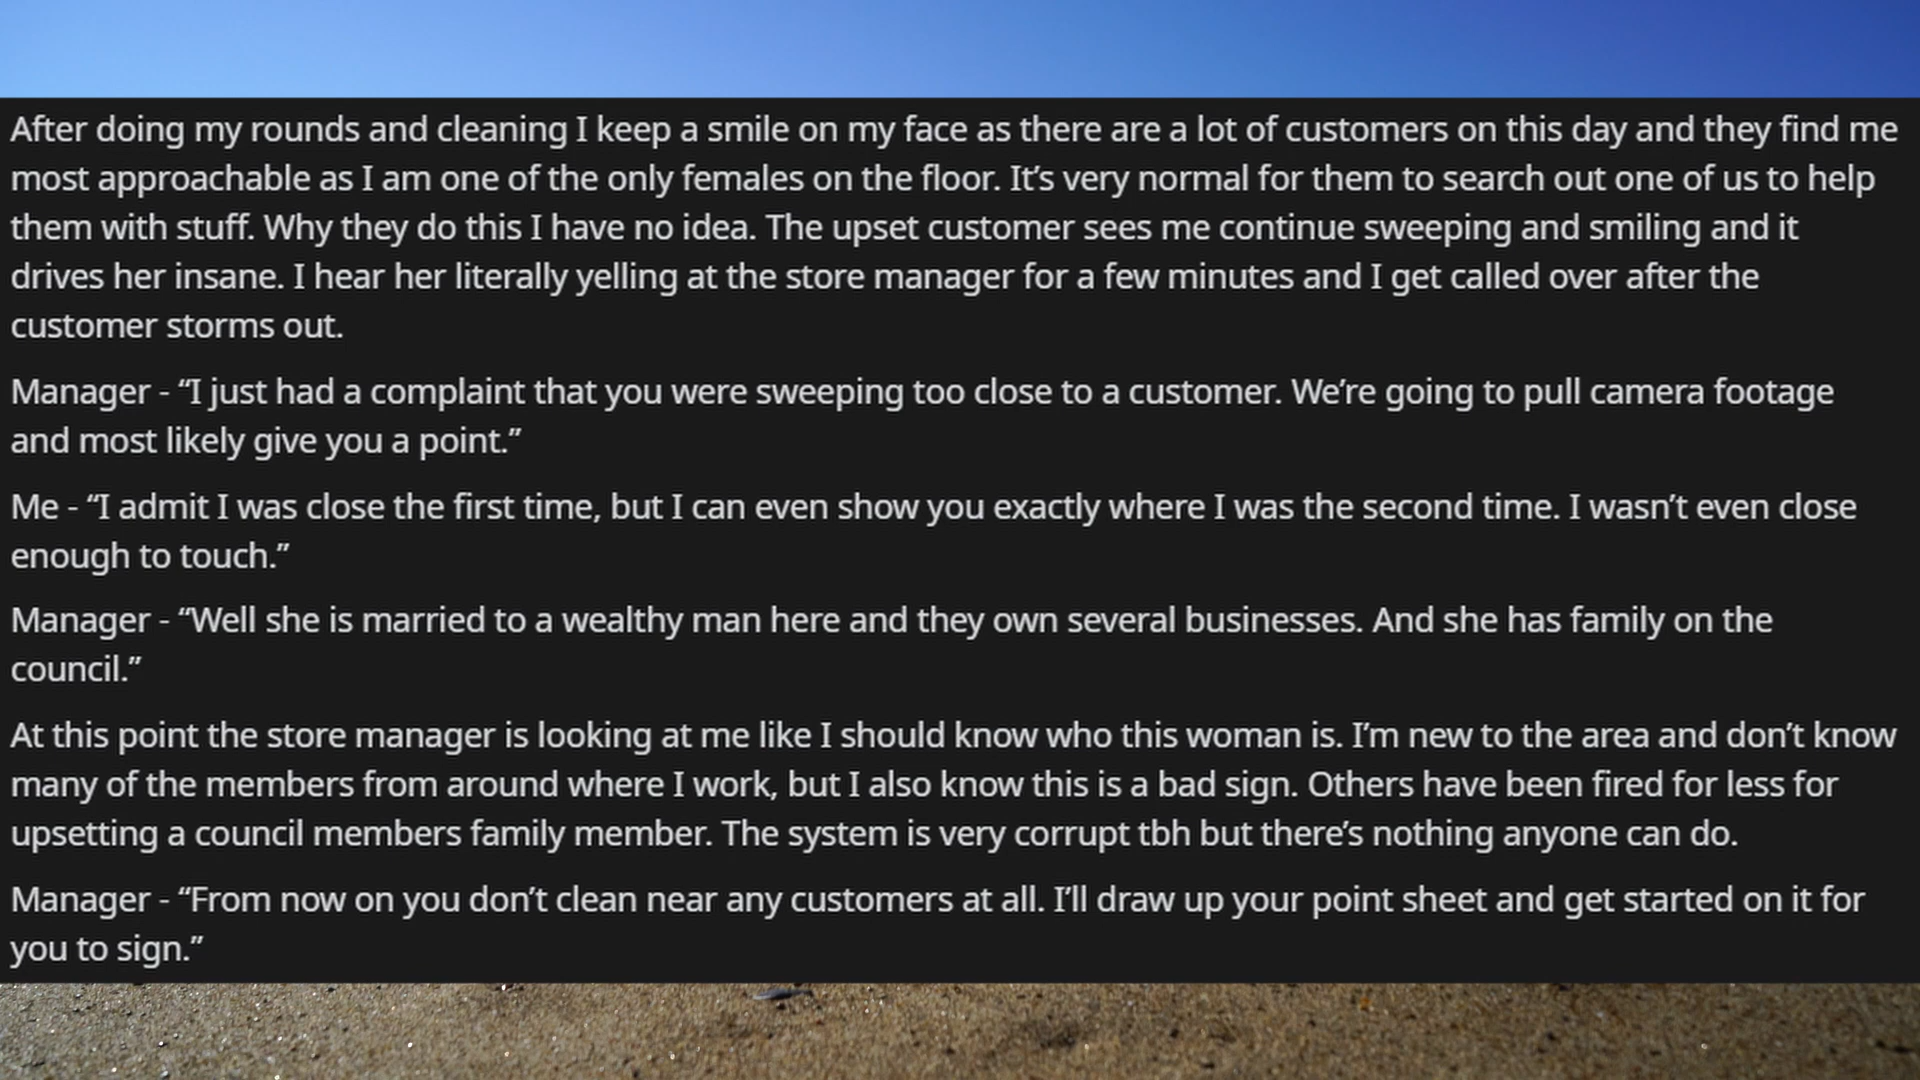 After doing my rounds and cleaning I keep a smile on my face as there are a lot of customers on this day and they find me
most approachable as I am one of the only females on the floor. It’s very normal for them to search out one of us to help
them with stuff. Why they do this I have no idea. The upset customer sees me continue sweeping and smiling and it
drives her insane. I hear her literally yelling at the store manager for a few minutes and I get called over after the
customer storms out.
Manager - “I just had a complaint that you were sweeping too close to a customer. We’re going to pull camera footage
and most likely give you a point.”
Me - “I admit I was close the first time, but I can even show you exactly where I was the second time. I wasn’t even close
enough to touch.”
Manager - “Well she is married to a wealthy man here and they own several businesses. And she has family on the
council.”
At this point the store manager is looking at me like I should know who this woman is. I’m new to the area and don’t know
many of the members from around where I work, but I also know this is a bad sign. Others have been fired for less for
upsetting a council members family member. The system is very corrupt tbh but there’s nothing anyone can do.
Manager - “From now on you don’t clean near any customers at all. I’ll draw up your point sheet and get started on it for
you to sign.”